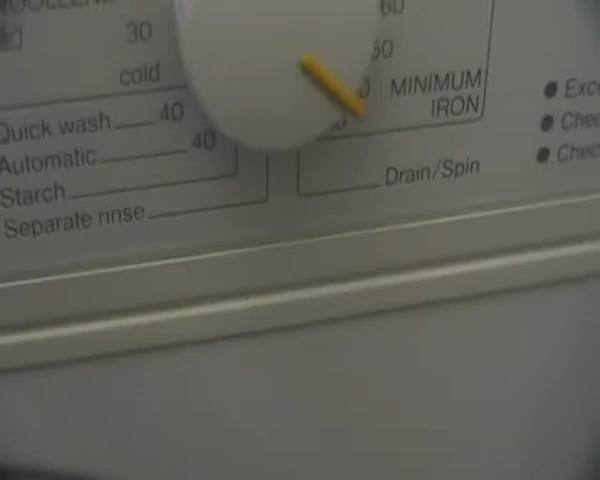 60
30
50
cold
MINIMUM
IRON
Quick wash 40
Automatic 40
Starch
Drain/Spin
Separate rinse